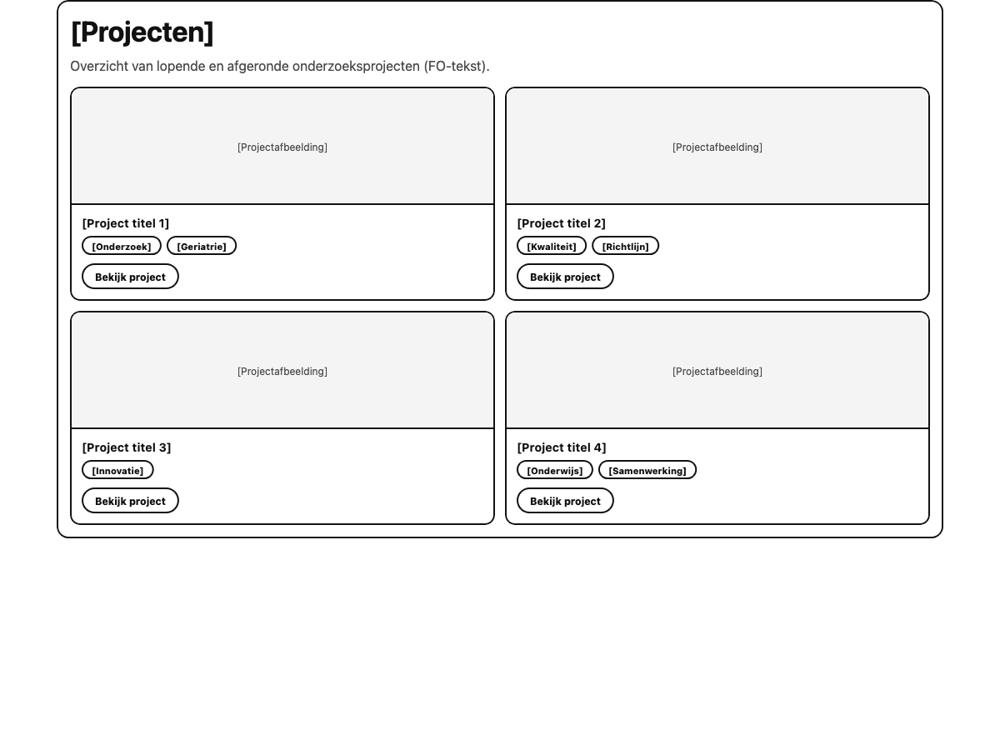 [Projecten]
Overzicht van lopende en afgeronde onderzoeksprojecten (FO-tekst).
[Projectafbeelding]
[Project titel 1]
[Onderzoek] [Geriatrie]
Bekijk project
[Projectafbeelding]
[Project titel 2]
[Kwaliteit] [Richtlijn]
Bekijk project
[Projectafbeelding]
[Project titel 3]
[Innovatie]
Bekijk project
[Projectafbeelding]
[Project titel 4]
[Onderwijs] [Samenwerking]
Bekijk project